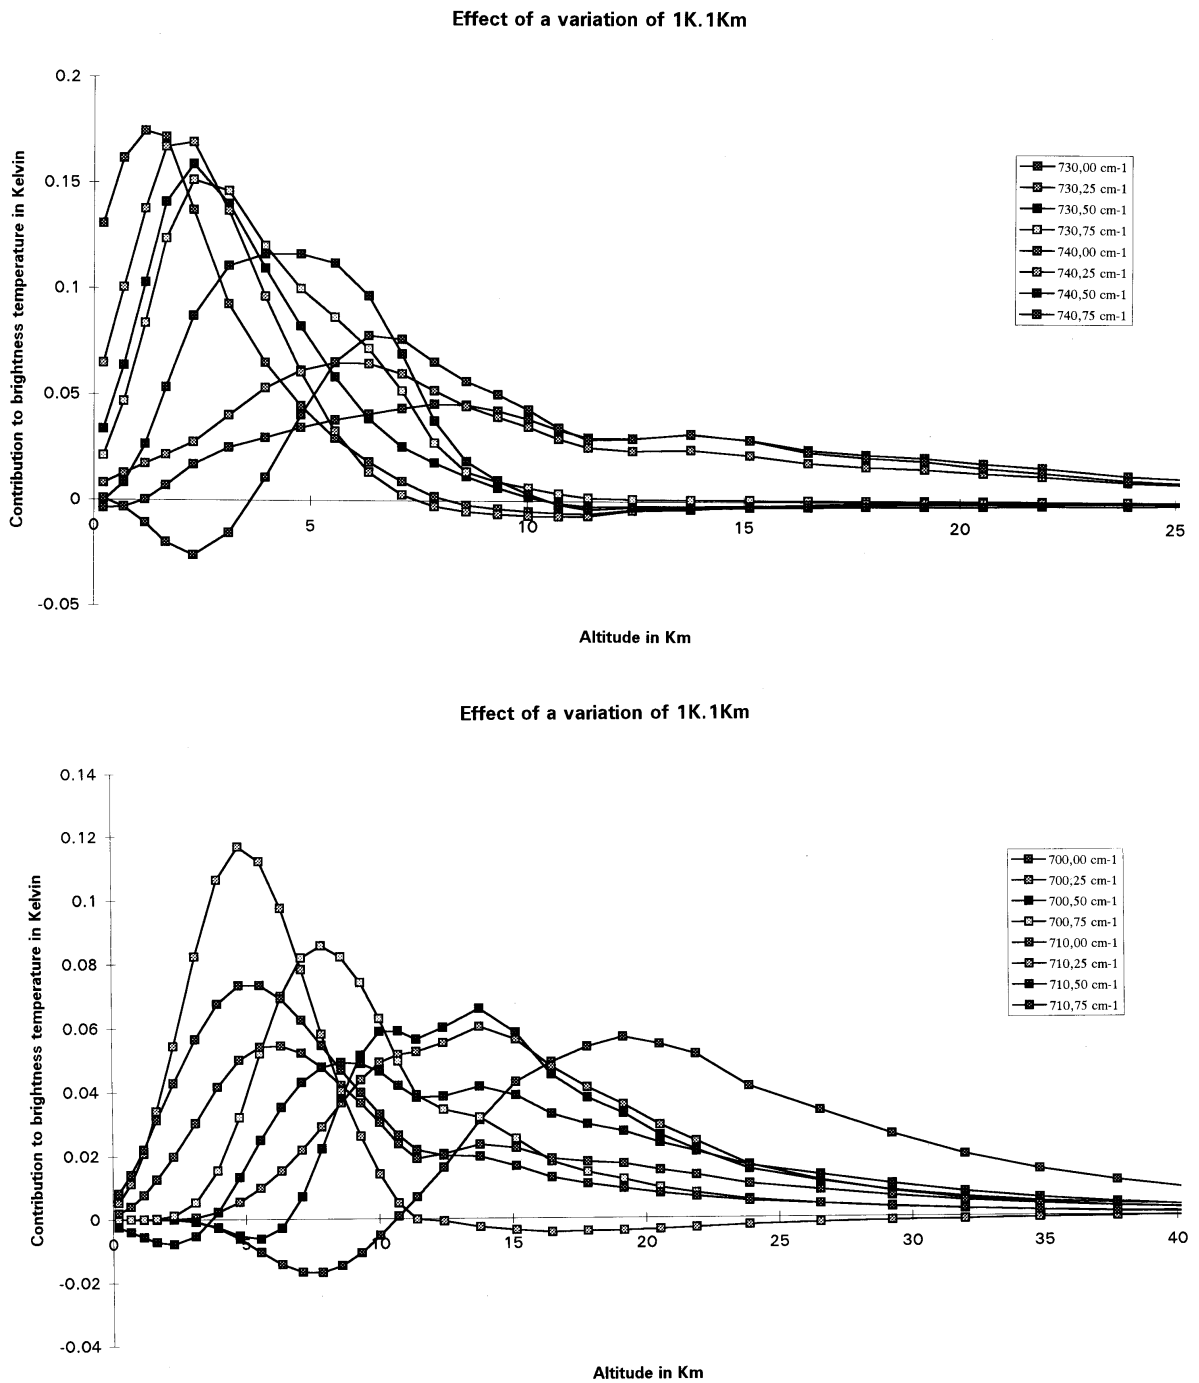 Effect of a variation of 1K.1Km
Contribution to brightness temperature in Kelvin
0.2
0.15
0.1
0.05
0
-0.05
0
5
10
15
20
25
Altitude in Km
730,00 cm-1
730,25 cm-1
730,50 cm-1
730,75 cm-1
740,00 cm-1
740,25 cm-1
740,50 cm-1
740,75 cm-1
Effect of a variation of 1K.1Km
Contribution to brightness temperature in Kelvin
0.14
0.12
0.1
0.08
0.06
0.04
0.02
0
-0.02
-0.04
0
5
10
15
20
25
30
35
40
Altitude in Km
700,00 cm-1
700,25 cm-1
700,50 cm-1
700,75 cm-1
710,00 cm-1
710,25 cm-1
710,50 cm-1
710,75 cm-1